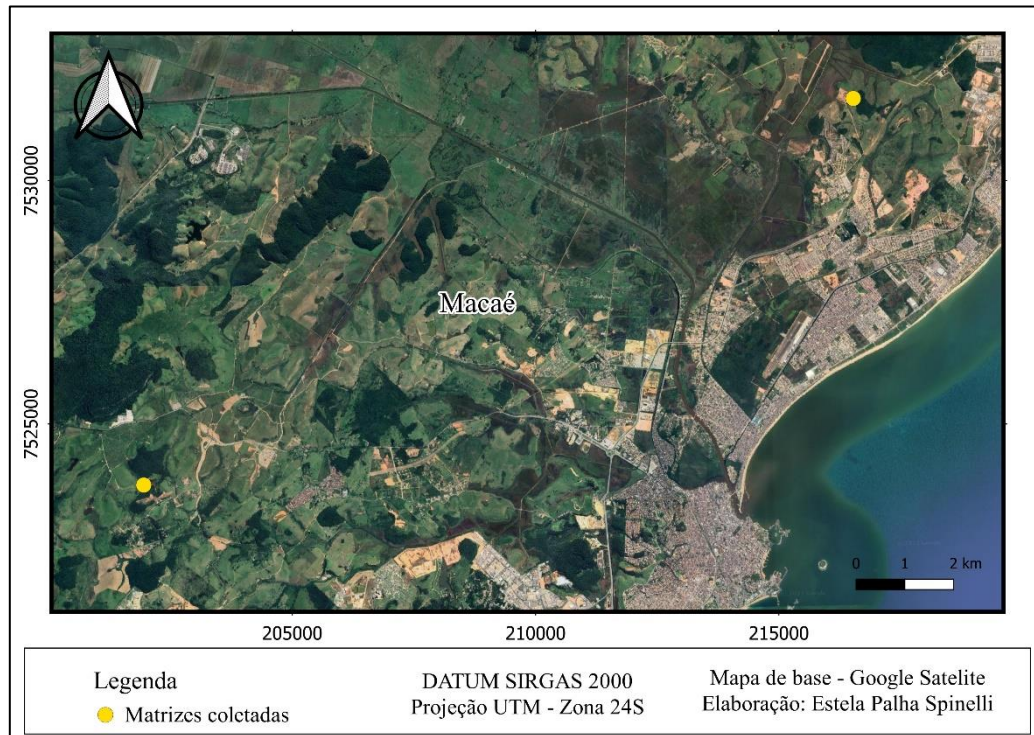 7530000
7525000
Macaé
0 1 2 km
205000 210000 215000
Legenda
Matrizes coletadas
DATUM SIRGAS 2000
Projeção UTM - Zona 24S
Mapa de base - Google Satelite
Elaboração: Estela Palha Spinelli